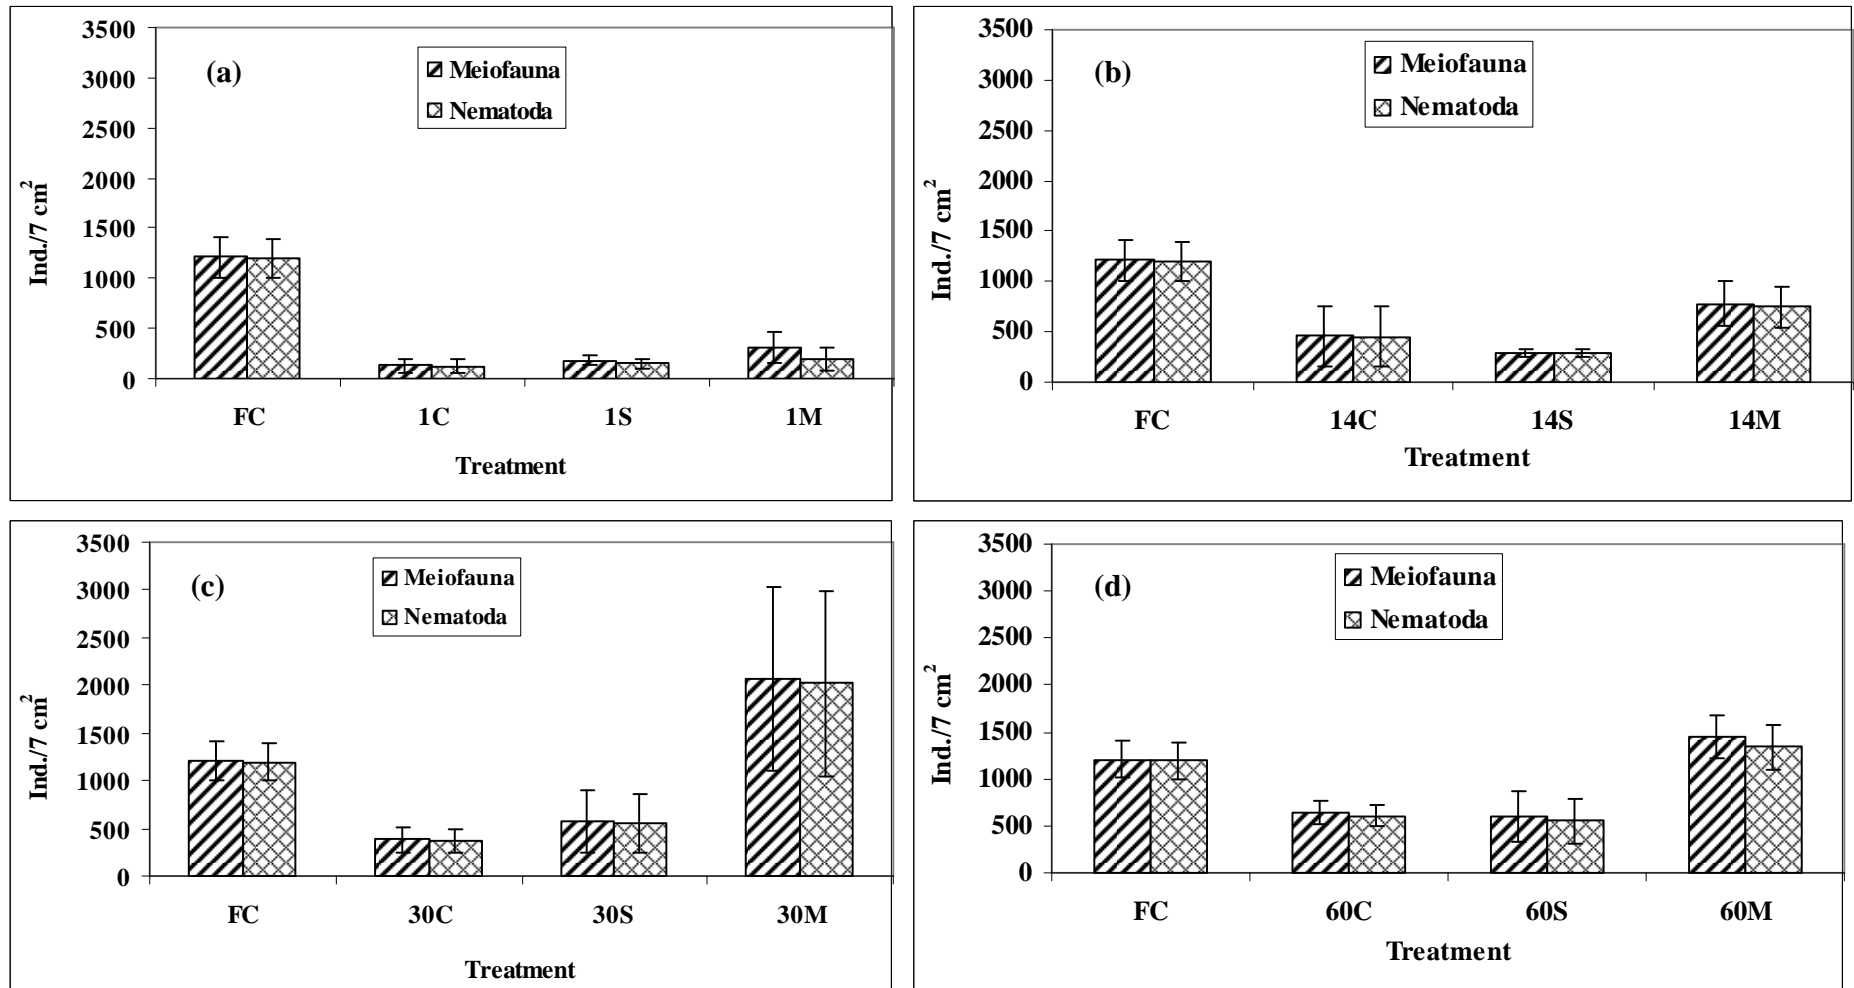 3500
3000
2500
2000
1500
1000
500
0
Ind./7 cm²
(a)
Meiofauna
Nematoda
FC 1C 1S 1M
Treatment
3500
3000
2500
2000
1500
1000
500
0
Ind./7 cm²
(b)
Meiofauna
Nematoda
FC 14C 14S 14M
Treatment
3500
3000
2500
2000
1500
1000
500
0
Ind./7 cm²
(c)
Meiofauna
Nematoda
FC 30C 30S 30M
Treatment
3500
3000
2500
2000
1500
1000
500
0
Ind./7 cm²
(d)
Meiofauna
Nematoda
FC 60C 60S 60M
Treatment